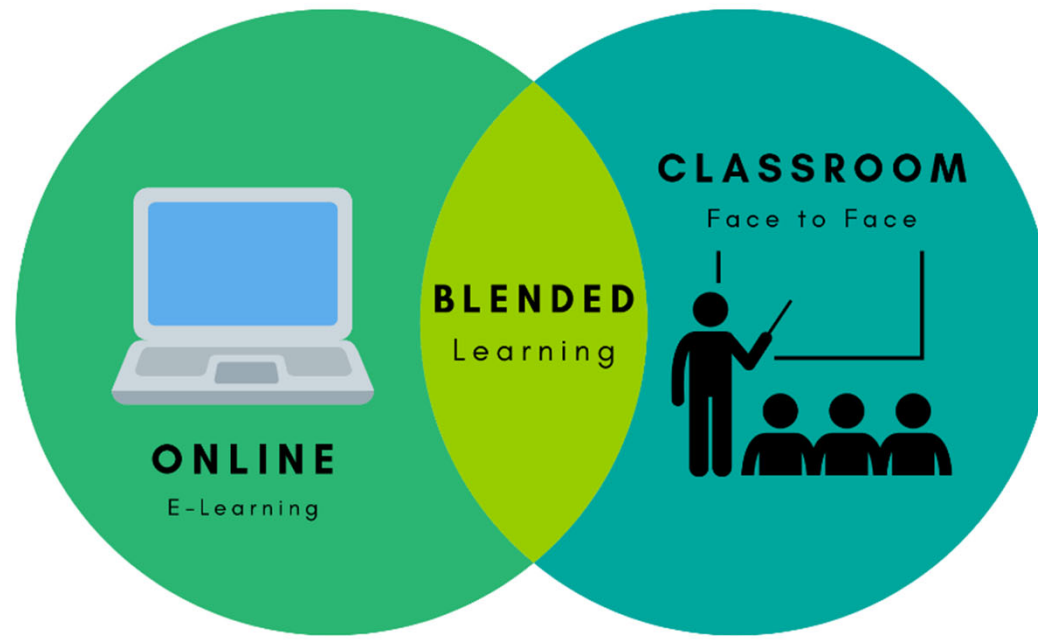 ONLINE
E-Learning
BLENDED
Learning
CLASSROOM
Face to Face